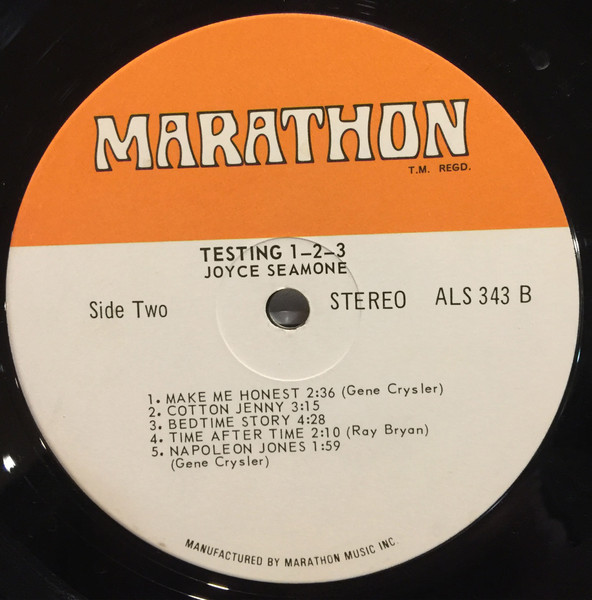 MARATHON
T.M. REGD.
TESTING 1-2-3
JOYCE SEAMONE
Side Two
STEREO ALS 343 B
1. MAKE ME HONEST 2:36 (Gene Crysler)
2. COTTON JENNY 3:15
3. BEDTIME STORY 4:28
4. TIME AFTER TIME 2:10 (Ray Bryan)
5. NAPOLEON JONES 1:59
(Gene Crysler)
MANUFACTURED BY MARATHON MUSIC INC.